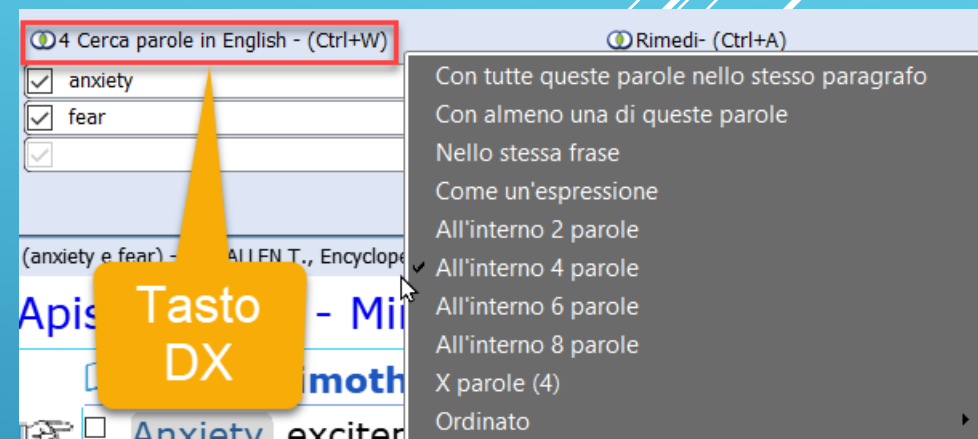 4 Cerca parole in English - (Ctrl+W)
Rimedi- (Ctrl+A)
anxiety
fear
Con tutte queste parole nello stesso paragrafo
Con almeno una di queste parole
Nello stessa frase
Come un'espressione
All'interno 2 parole
All'interno 4 parole
All'interno 6 parole
All'interno 8 parole
X parole (4)
Ordinato
(anxiety e fear) - ALLEN T., Encyclope
Tasto
DX
Apis - Mi
imoth
Anxiety exciter